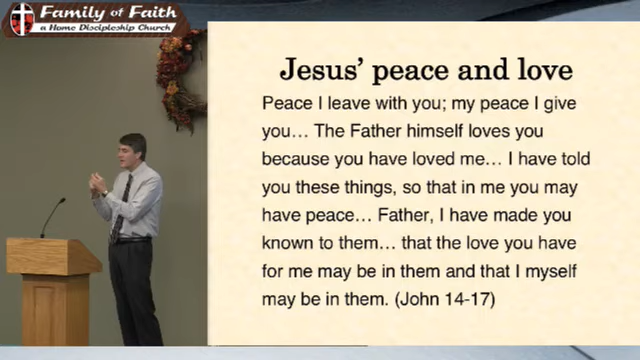 Family of Faith
a Home Discipleship Church
Jesus’ peace and love
Peace I leave with you; my peace I give
you... The Father himself loves you
because you have loved me... I have told
you these things, so that in me you may
have peace... Father, I have made you
known to them... that the love you have
for me may be in them and that I myself
may be in them. (John 14-17)